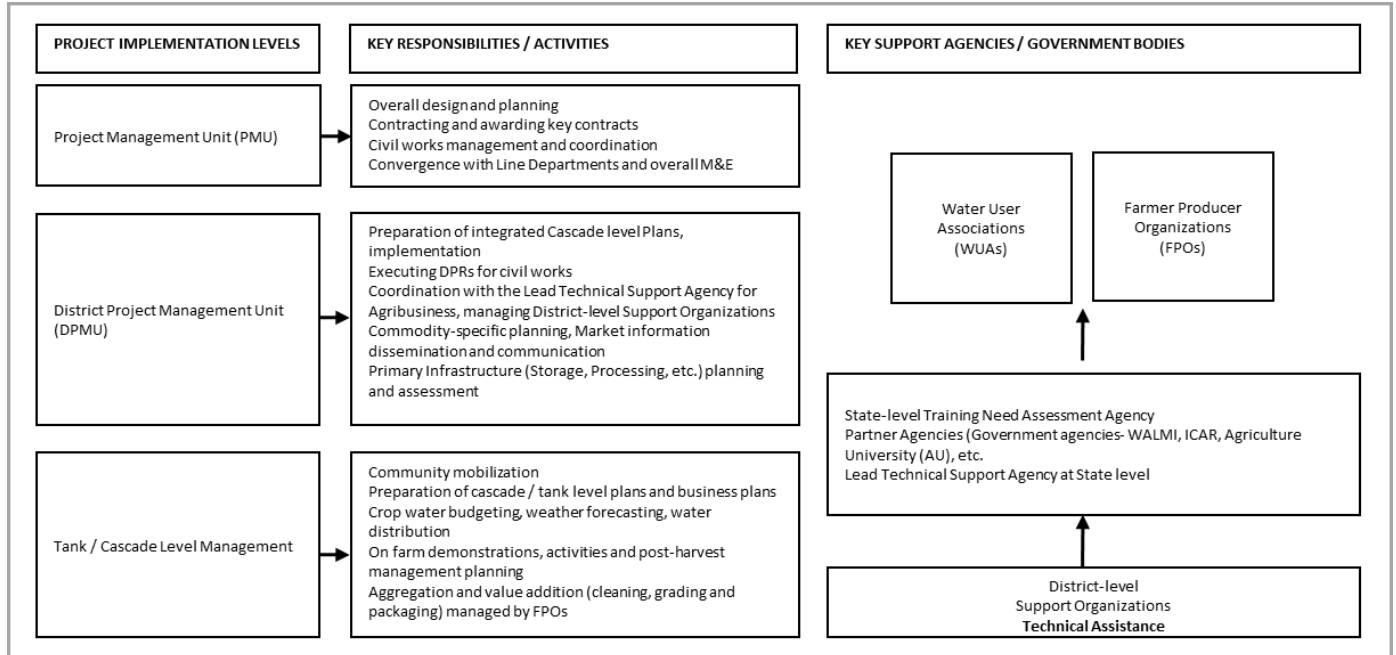 PROJECT IMPLEMENTATION LEVELS
KEY RESPONSIBILITIES / ACTIVITIES
KEY SUPPORT AGENCIES / GOVERNMENT BODIES
Project Management Unit (PMU)
Overall design and planning
Contracting and awarding key contracts
Civil works management and coordination
Convergence with Line Departments and overall M&E
District Project Management Unit
(DPMU)
Preparation of integrated Cascade level Plans,
implementation
Executing DPRs for civil works
Coordination with the Lead Technical Support Agency for
Agribusiness, managing District-level Support Organizations
Commodity-specific planning, Market information
dissemination and communication
Primary Infrastructure (Storage, Processing, etc.) planning
and assessment
Tank / Cascade Level Management
Community mobilization
Preparation of cascade / tank level plans and business plans
Crop water budgeting, weather forecasting, water
distribution
On farm demonstrations, activities and post-harvest
management planning
Aggregation and value addition (cleaning, grading and
packaging) managed by FPOs
Water User
Associations
(WUAs)
Farmer Producer
Organizations
(FPOs)
State-level Training Need Assessment Agency
Partner Agencies (Government agencies- WALMI, ICAR, Agriculture
University (AU), etc.
Lead Technical Support Agency at State level
District-level
Support Organizations
Technical Assistance